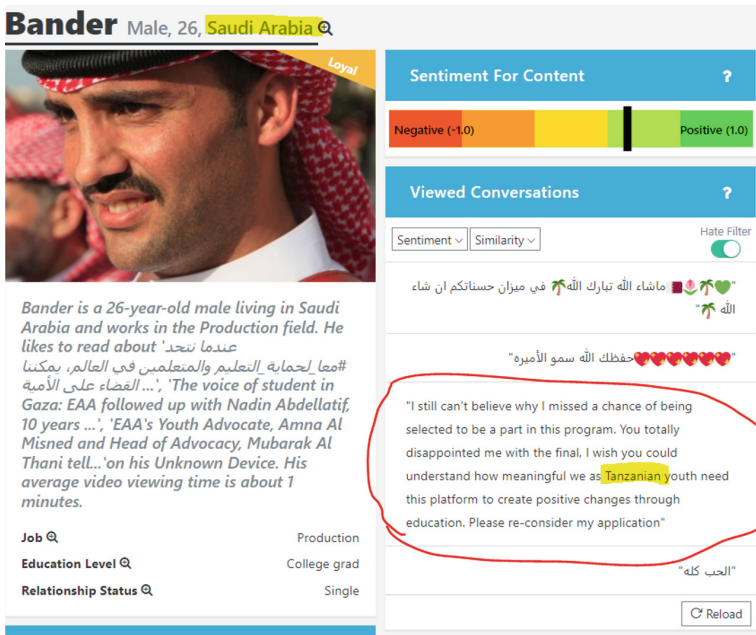 Bander Male, 26, Saudi Arabia
Loyal
Bander is a 26-year-old male living in Saudi
Arabia and works in the Production field. He
likes to read about 'عندما نتحد
#معا_لحماية_التعليم والمتعلمين في العالم، يمكننا
القضاء على الأمية ...', 'The voice of student in
Gaza: EAA followed up with Nadin Abdellatif,
10 years ...', 'EAA's Youth Advocate, Amna Al
Misned and Head of Advocacy, Mubarak Al
Thani tell...'on his Unknown Device. His
average video viewing time is about 1
minutes.
Job Production
Education Level College grad
Relationship Status Single
Sentiment For Content ?
Negative (-1.0) Positive (1.0)
Viewed Conversations ?
Sentiment Similarity Hate Filter
"💚🌴🌷🇶🇦ماشاء الله تبارك الله🌴 في ميزان حسناتكم ان شاء
الله 🌴"
"💖💖💖💖💖💖💖حفظك الله سمو الأميره"
"I still can't believe why I missed a chance of being
selected to be a part in this program. You totally
disappointed me with the final, I wish you could
understand how meaningful we as Tanzanian youth need
this platform to create positive changes through
education. Please re-consider my application"
"الحب كله"
Reload